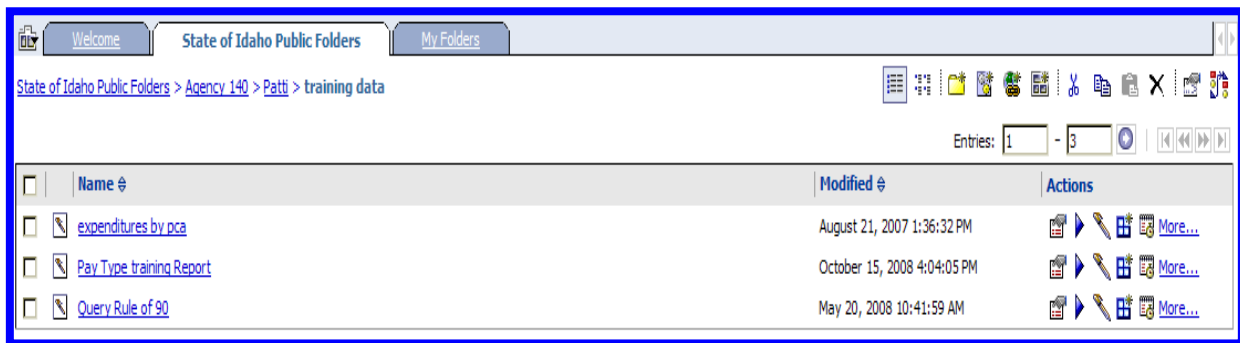 Welcome State of Idaho Public Folders My Folders
State of Idaho Public Folders > Agency 140 > Patti > training data
Entries: 1 - 3
Name Modified Actions
expenditures by pca August 21, 2007 1:36:32 PM More...
Pay Type training Report October 15, 2008 4:04:05 PM More...
Query Rule of 90 May 20, 2008 10:41:59 AM More...